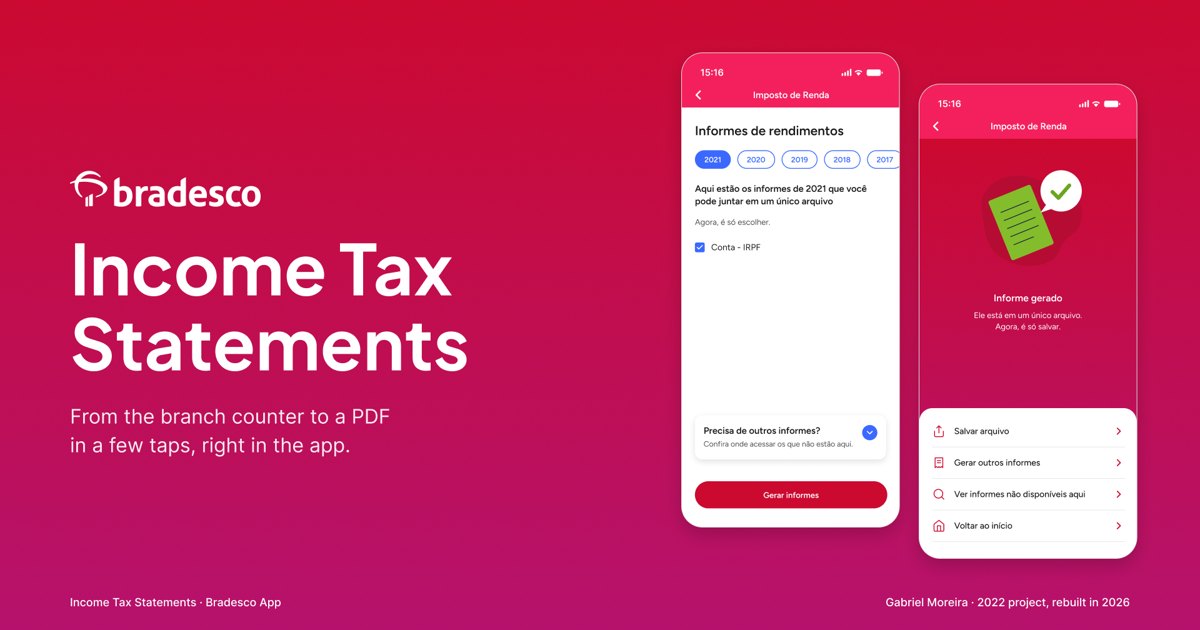 bradesco
Income Tax
Statements
From the branch counter to a PDF
in a few taps, right in the app.
Income Tax Statements · Bradesco App
15:16
Imposto de Renda
Informes de rendimentos
2021 2020 2019 2018 2017
Aqui estão os informes de 2021 que você
pode juntar em um único arquivo
Agora, é só escolher.
Conta - IRPF
Precisa de outros informes?
Confira onde acessar os que não estão aqui.
Gerar informes
15:16
Imposto de Renda
Informe gerado
Ele está em um único arquivo.
Agora, é só salvar.
Salvar arquivo
Gerar outros informes
Ver informes não disponíveis aqui
Voltar ao início
Gabriel Moreira · 2022 project, rebuilt in 2026